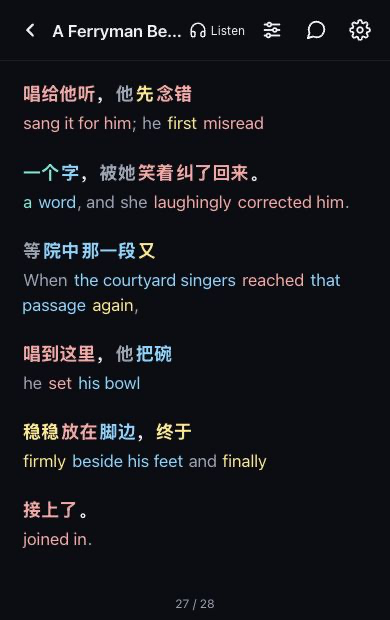 A Ferryman Be... Listen
唱给他听，他先念错
sang it for him; he first misread
一个字，被她笑着纠了回来。
a word, and she laughingly corrected him.
等院中那一段又
When the courtyard singers reached that
passage again,
唱到这里，他把碗
he set his bowl
稳稳放在脚边，终于
firmly beside his feet and finally
接上了。
joined in.
27 / 28